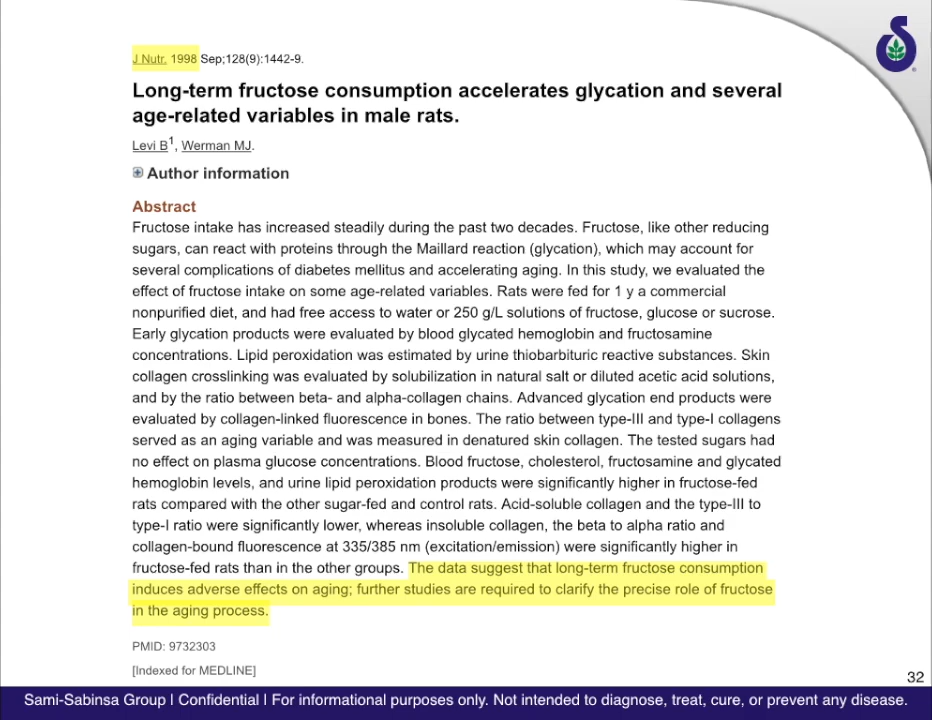 J Nutr. 1998 Sep;128(9):1442-9.
Long-term fructose consumption accelerates glycation and several
age-related variables in male rats.
Levi B1, Werman MJ.
Author information
Abstract
Fructose intake has increased steadily during the past two decades. Fructose, like other reducing
sugars, can react with proteins through the Maillard reaction (glycation), which may account for
several complications of diabetes mellitus and accelerating aging. In this study, we evaluated the
effect of fructose intake on some age-related variables. Rats were fed for 1 y a commercial
nonpurified diet, and had free access to water or 250 g/L solutions of fructose, glucose or sucrose.
Early glycation products were evaluated by blood glycated hemoglobin and fructosamine
concentrations. Lipid peroxidation was estimated by urine thiobarbituric reactive substances. Skin
collagen crosslinking was evaluated by solubilization in natural salt or diluted acetic acid solutions,
and by the ratio between beta- and alpha-collagen chains. Advanced glycation end products were
evaluated by collagen-linked fluorescence in bones. The ratio between type-III and type-I collagens
served as an aging variable and was measured in denatured skin collagen. The tested sugars had
no effect on plasma glucose concentrations. Blood fructose, cholesterol, fructosamine and glycated
hemoglobin levels, and urine lipid peroxidation products were significantly higher in fructose-fed
rats compared with the other sugar-fed and control rats. Acid-soluble collagen and the type-III to
type-I ratio were significantly lower, whereas insoluble collagen, the beta to alpha ratio and
collagen-bound fluorescence at 335/385 nm (excitation/emission) were significantly higher in
fructose-fed rats than in the other groups. The data suggest that long-term fructose consumption
induces adverse effects on aging; further studies are required to clarify the precise role of fructose
in the aging process.
PMID: 9732303
[Indexed for MEDLINE]
32
Sami-Sabinsa Group | Confidential | For informational purposes only. Not intended to diagnose, treat, cure, or prevent any disease.